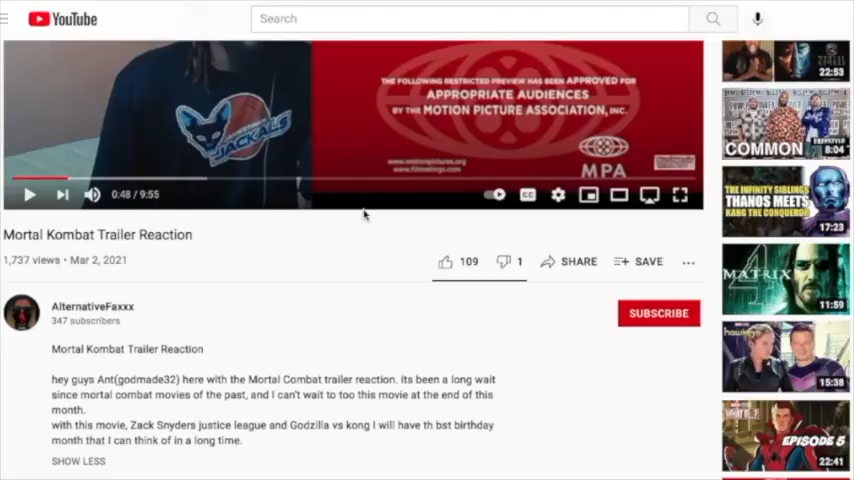 YouTube
Search
JACKALS
THE FOLLOWING RESTRICTED PREVIEW HAS BEEN APPROVED FOR
APPROPRIATE AUDIENCES
BY THE MOTION PICTURE ASSOCIATION, INC.
www.motionpictures.org
www.filmratings.com
MPA
0:48 / 9:55
CC
Mortal Kombat Trailer Reaction
1,737 views • Mar 2, 2021
109
1
SHARE
SAVE
AlternativeFaxxx
347 subscribers
SUBSCRIBE
Mortal Kombat Trailer Reaction
hey guys Ant(godmade32) here with the Mortal Combat trailer reaction. its been a long wait
since mortal combat movies of the past, and I can't wait to too this movie at the end of this
month.
with this movie, Zack Snyders justice league and Godzilla vs kong I will have th bst birthday
month that I can think of in a long time.
SHOW LESS
22:53
COMMON
FREESTYLE
8:04
THE INFINITY SIBLINGS
THANOS MEETS
KANG THE CONQUEROR
17:23
MATRIX
4
11:59
HAWKEYE
15:38
WHAT IF...?
EPISODE 5
22:41